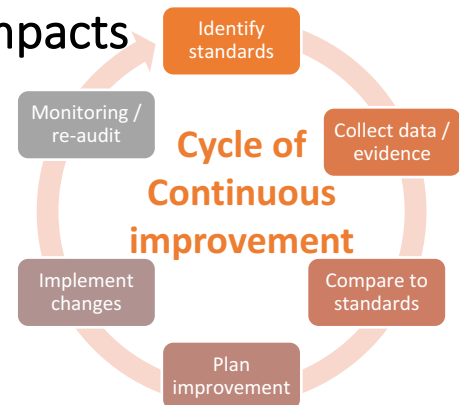 mpacts
Identify
standards
Collect data /
evidence
Compare to
standards
Plan
improvement
Implement
changes
Monitoring /
re-audit
Cycle of
Continuous
improvement